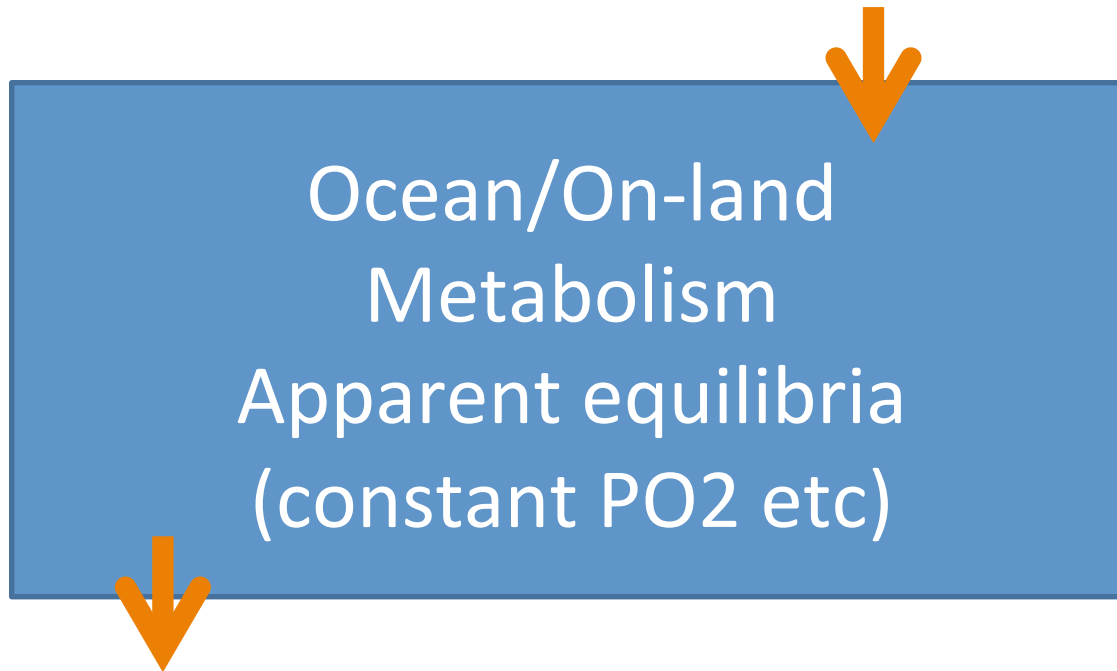 Ocean/On-land
Metabolism
Apparent equilibria
(constant PO2 etc)